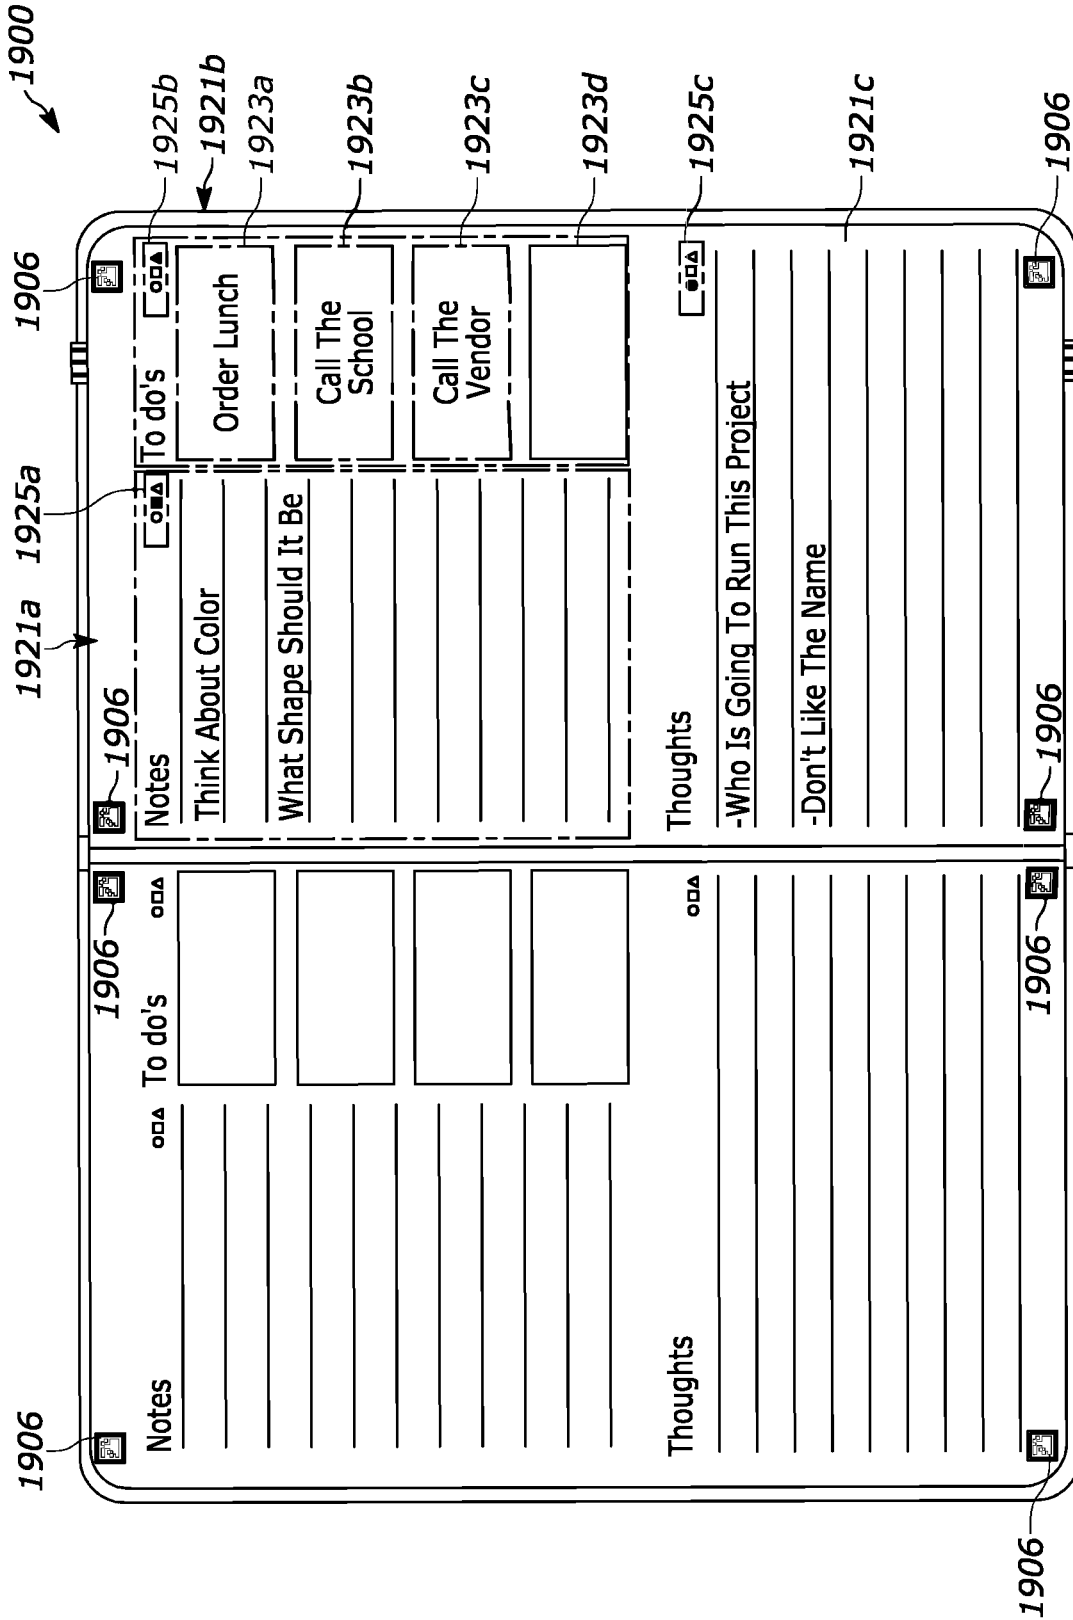 1900
1906
1921a
1925a
1906
1906
1906
Notes
To do's
Notes
To do's
1925b
1921b
Think About Color
Order Lunch
1923a
What Shape Should It Be
Call The
School
1923b
Call The
Vendor
1923c
1923d
Thoughts
Thoughts
1925c
-Who Is Going To Run This Project
-Don't Like The Name
1921c
1906
1906
1906
1906